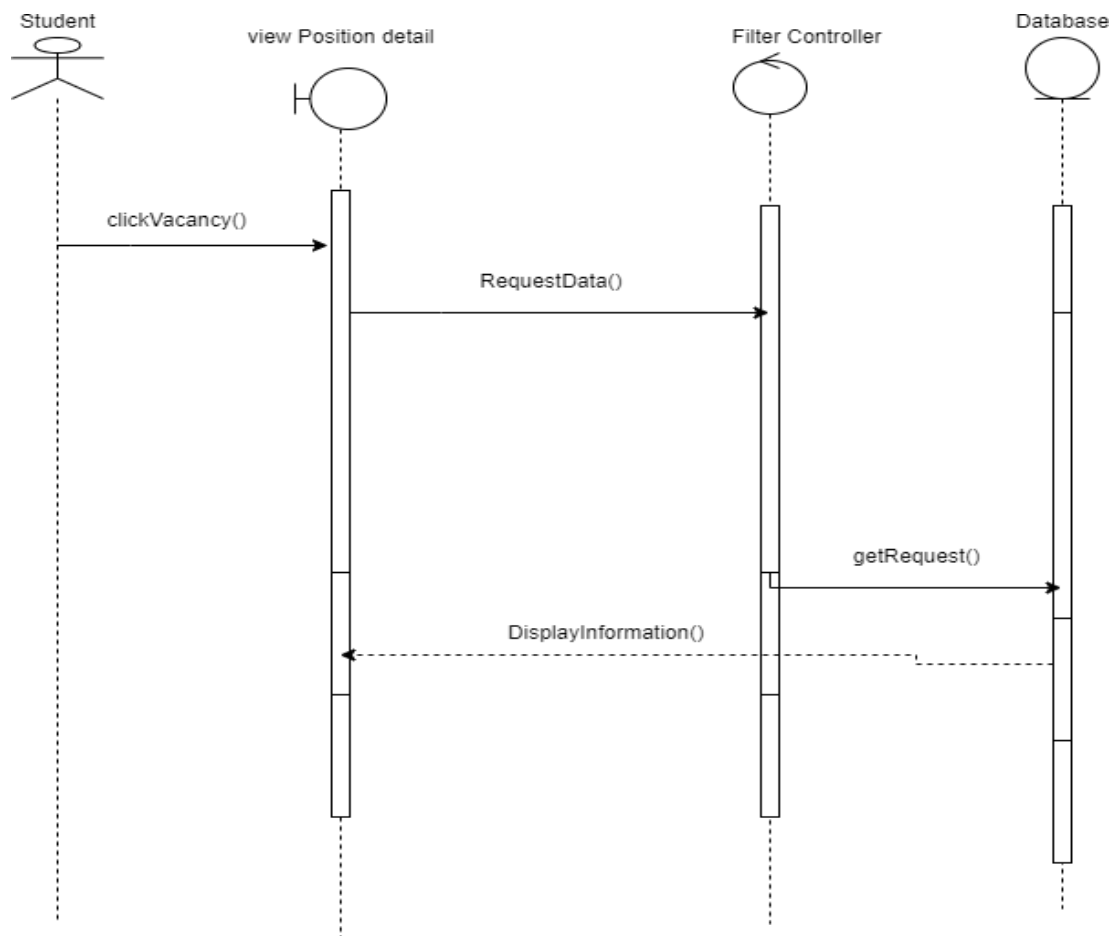 Student
view Position detail
Filter Controller
Database
clickVacancy()
RequestData()
getRequest()
DisplayInformation()